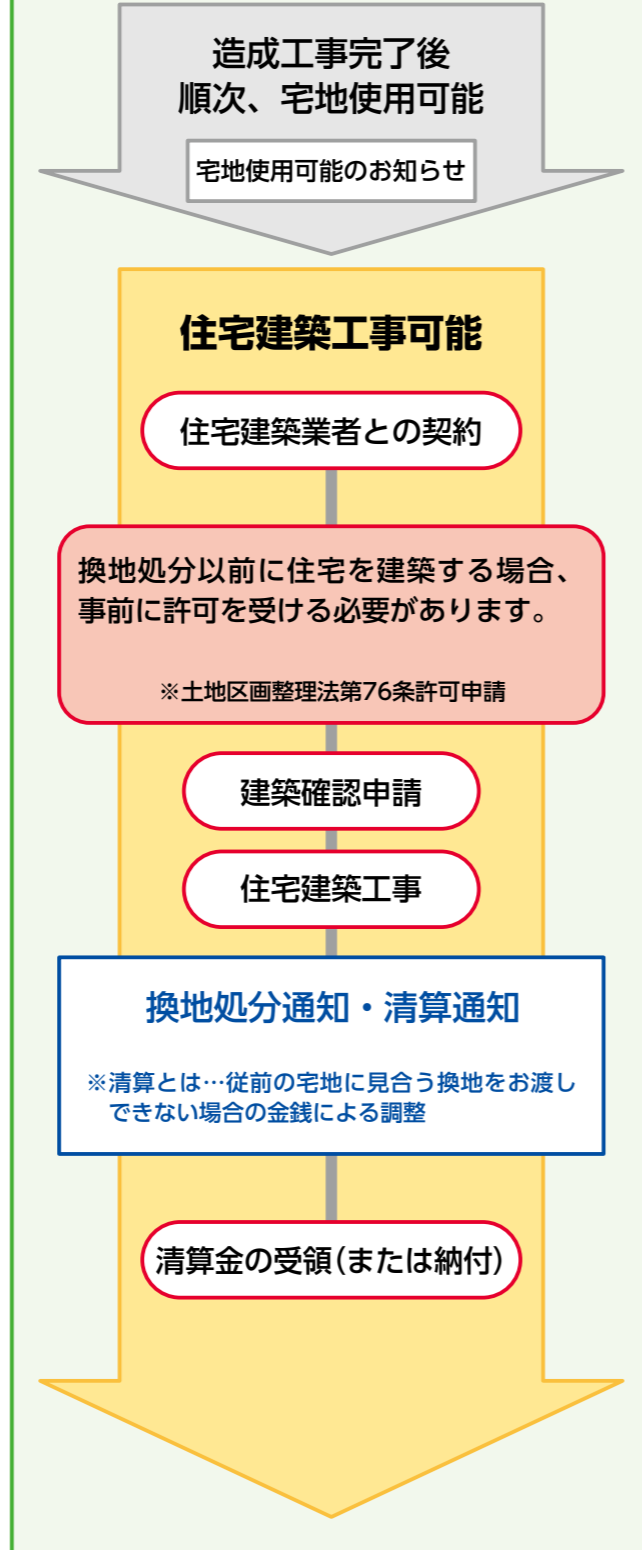 造成工事完了後
順次、宅地使用可能
宅地使用可能のお知らせ
住宅建築工事可能
住宅建築業者との契約
換地処分以前に住宅を建築する場合、
事前に許可を受ける必要があります。
※土地区画整理法第76条許可申請
建築確認申請
住宅建築工事
換地処分通知・清算通知
※清算とは…従前の宅地に見合う換地をお渡し
できない場合の金銭による調整
清算金の受領(または納付)